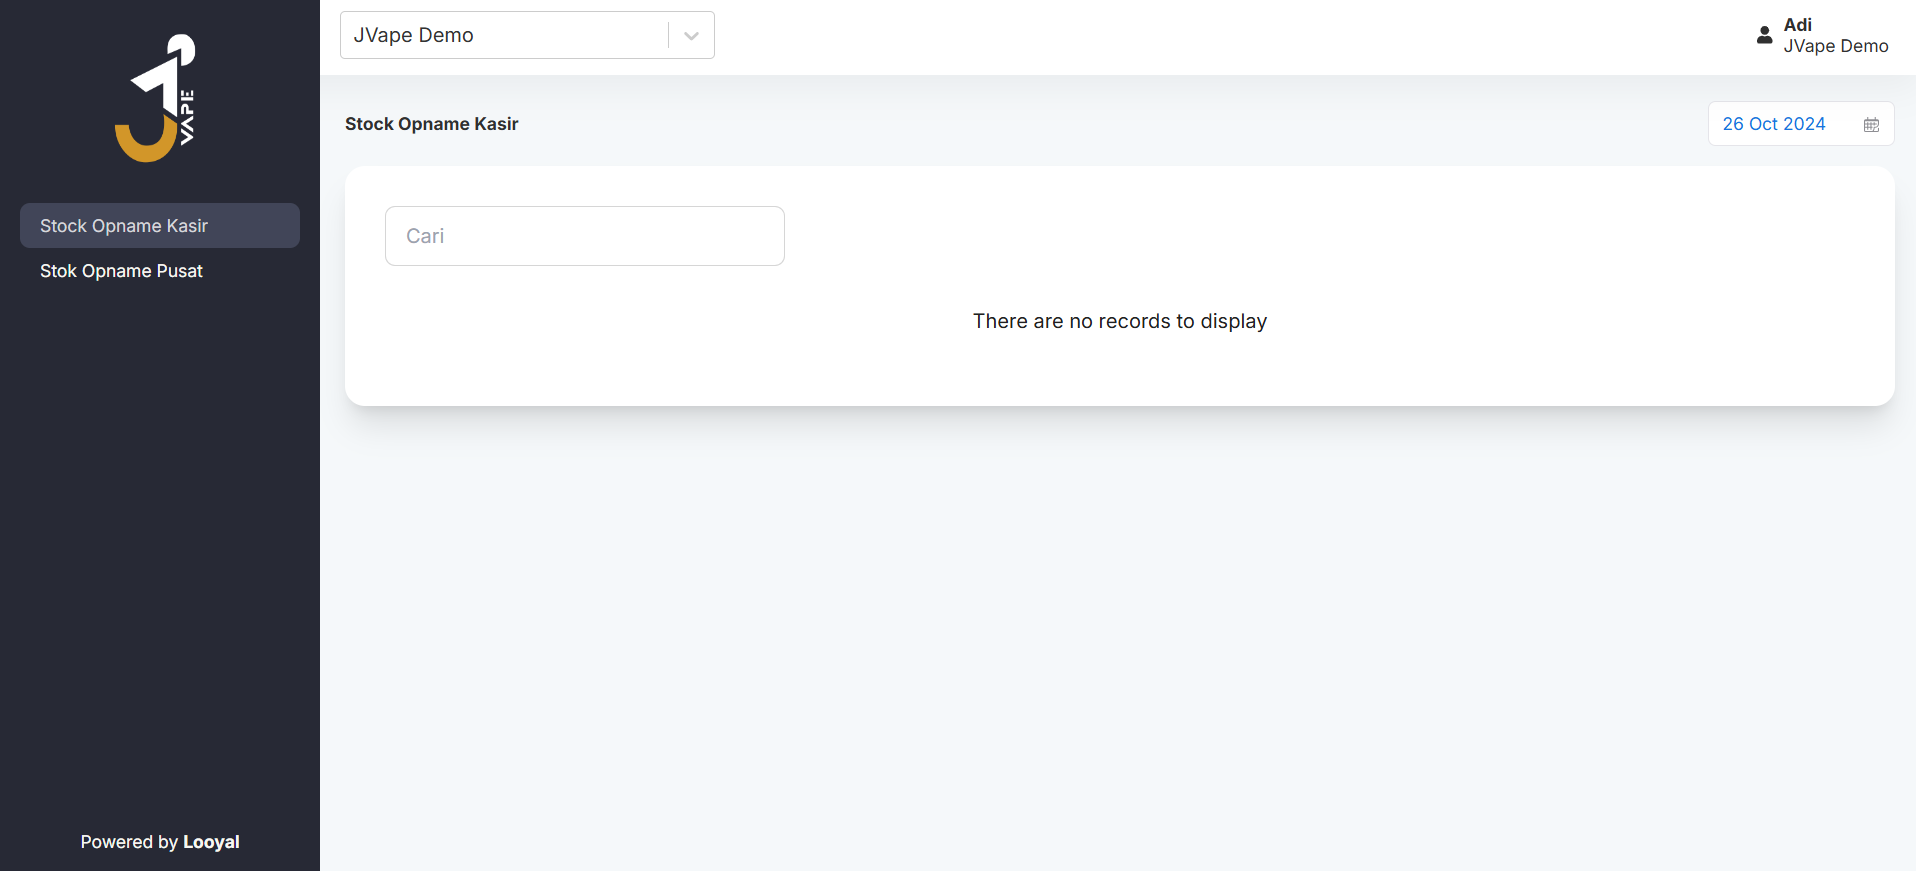 VAPE
Stock Opname Kasir
Stok Opname Pusat
Powered by Looyal
JVape Demo
Adi
JVape Demo
Stock Opname Kasir
26 Oct 2024
Cari
There are no records to display